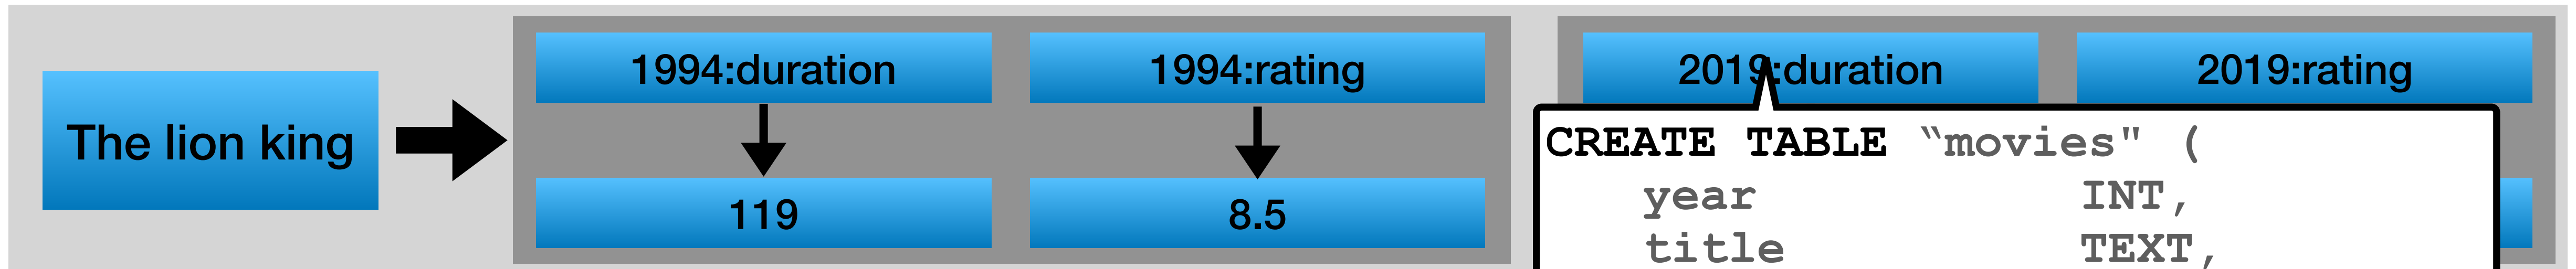 The lion king
1994:duration
1994:rating
2019:duration
2019:rating
119
8.5
CREATE TABLE “movies" (
year INT,
title TEXT,